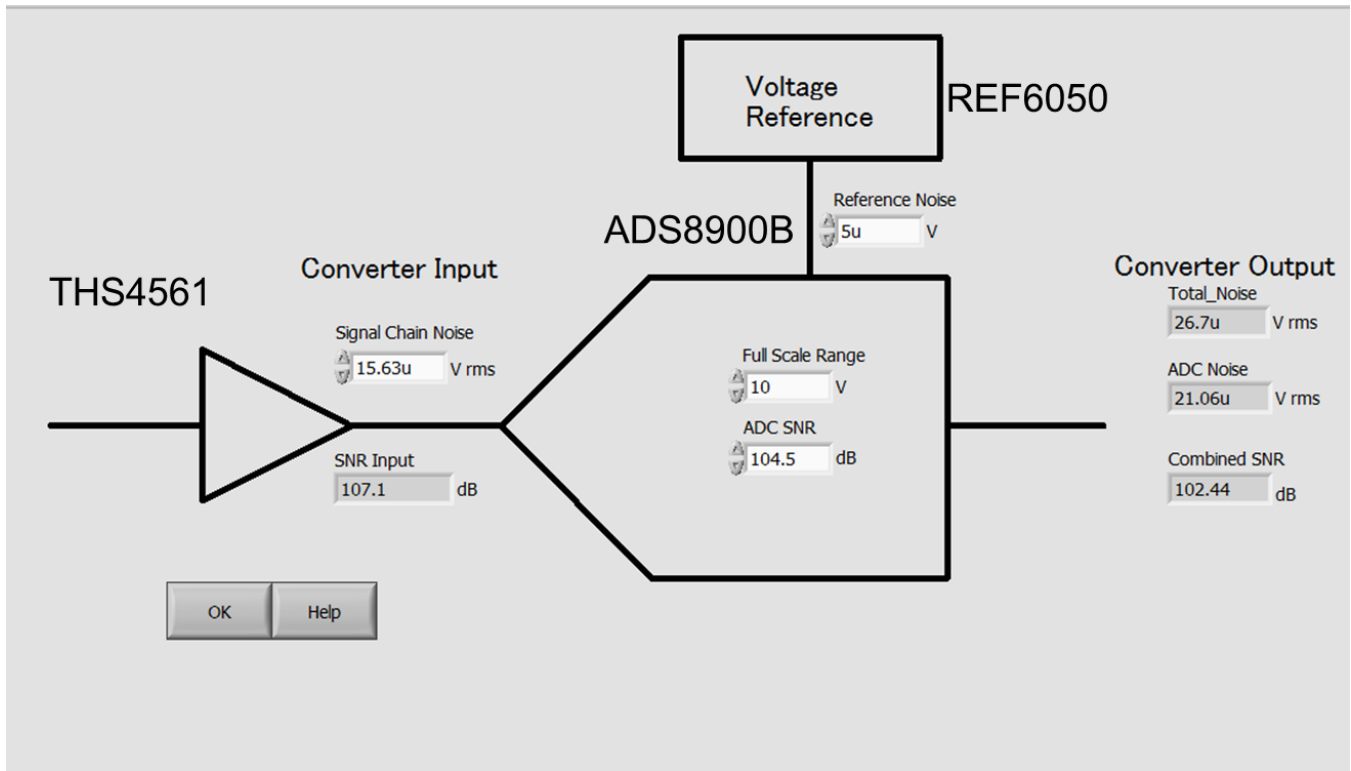 Voltage
Reference
REF6050
Reference Noise
5u V
ADS8900B
THS4561
Converter Input
Signal Chain Noise
15.63u V rms
SNR Input
107.1 dB
Full Scale Range
10 V
ADC SNR
104.5 dB
Converter Output
Total_Noise
26.7u V rms
ADC Noise
21.06u V rms
Combined SNR
102.44 dB
OK Help